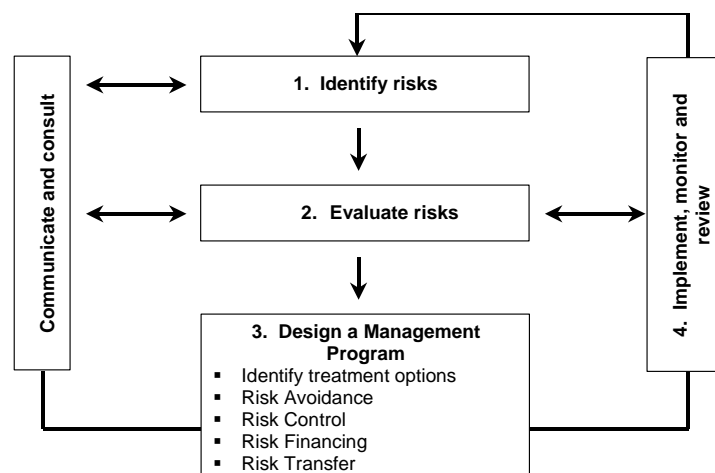 1. Identify risks
Communicate and consult
2. Evaluate risks
4. Implement, monitor and
review
3. Design a Management
Program
▪ Identify treatment options
▪ Risk Avoidance
▪ Risk Control
▪ Risk Financing
▪ Risk Transfer